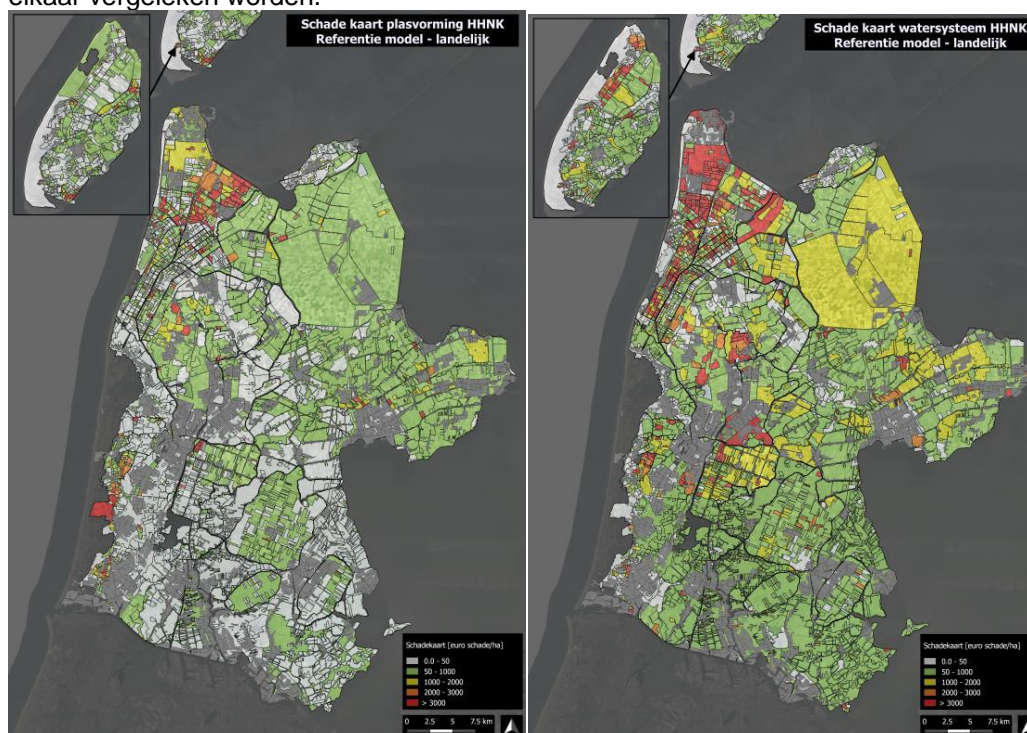 elkaar vergeleken worden.
Schade kaart plasvorming HHNK
Referentie model - landelijk
Schadekaart [euro schade/ha]
0.0 - 50
50 - 1000
1000 - 2000
2000 - 3000
> 3000
0 2.5 5 7.5 km
Schade kaart watersysteem HHNK
Referentie model - landelijk
Schadekaart [euro schade/ha]
0.0 - 50
50 - 1000
1000 - 2000
2000 - 3000
> 3000
0 2.5 5 7.5 km